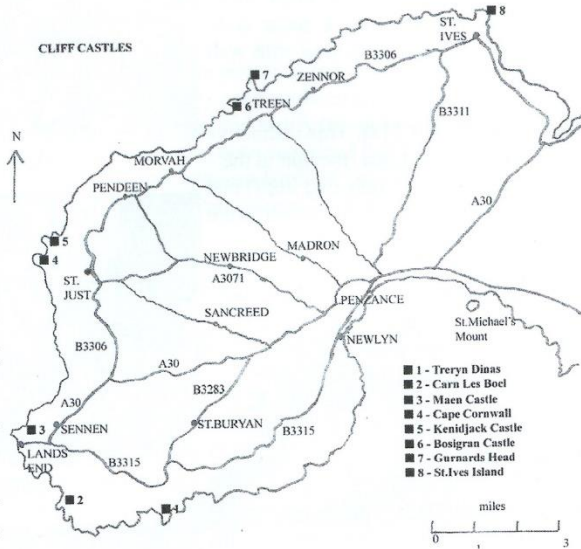 CLIFF CASTLES
N
8
ST.
IVES
B3306
7
ZENNOR
6
TREEN
B3311
MORVAH
PENDEEN
A30
5
4
MADRON
NEWBRIDGE
A3071
ST.
JUST
PENZANCE
SANCREED
St.Michael's
Mount
NEWLYN
B3306
A30
B3283
A30
3
SENNEN
ST.BURYAN
B3315
LANDS
END
B3315
2
1
1 - Treryn Dinas
2 - Carn Les Boel
3 - Maen Castle
4 - Cape Cornwall
5 - Kenidjack Castle
6 - Bosigran Castle
7 - Gurnards Head
8 - St.Ives Island
miles
0 3